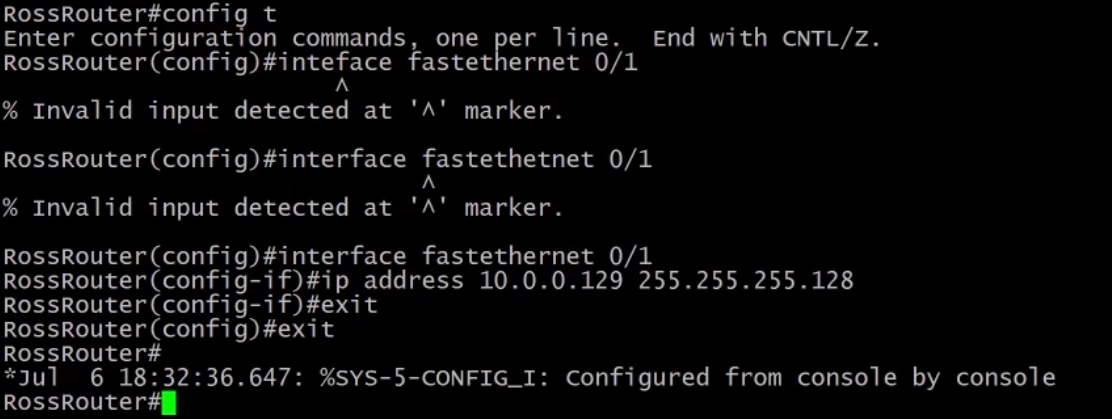 RossRouter#config t
Enter configuration commands, one per line.  End with CNTL/Z.
RossRouter(config)#inteface fastethernet 0/1
                       ^
% Invalid input detected at '^' marker.
RossRouter(config)#interface fastethetnet 0/1
                             ^
% Invalid input detected at '^' marker.
RossRouter(config)#interface fastethernet 0/1
RossRouter(config-if)#ip address 10.0.0.129 255.255.255.128
RossRouter(config-if)#exit
RossRouter(config)#exit
RossRouter#
*Jul  6 18:32:36.647: %SYS-5-CONFIG_I: Configured from console by console
RossRouter#